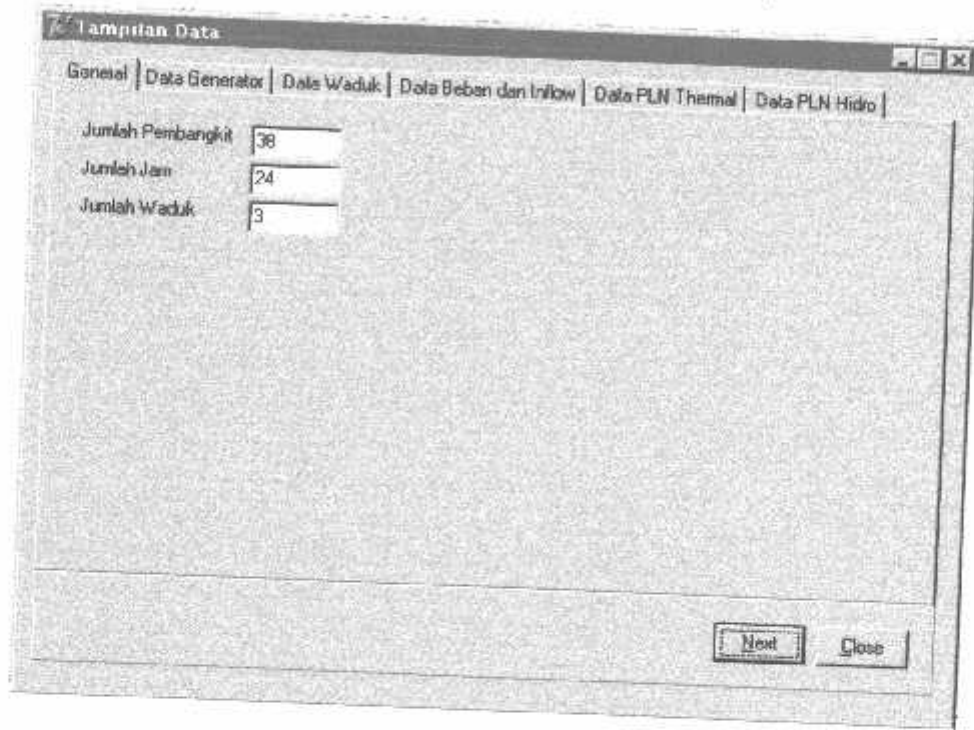 Tampilan Data
General Data Generator Data Waduk Data Beban dan Inflow Data PLN Thermal Data PLN Hidro
Jumlah Pembangkit 38
Jumlah Jam 24
Jumlah Waduk 3
Next Close